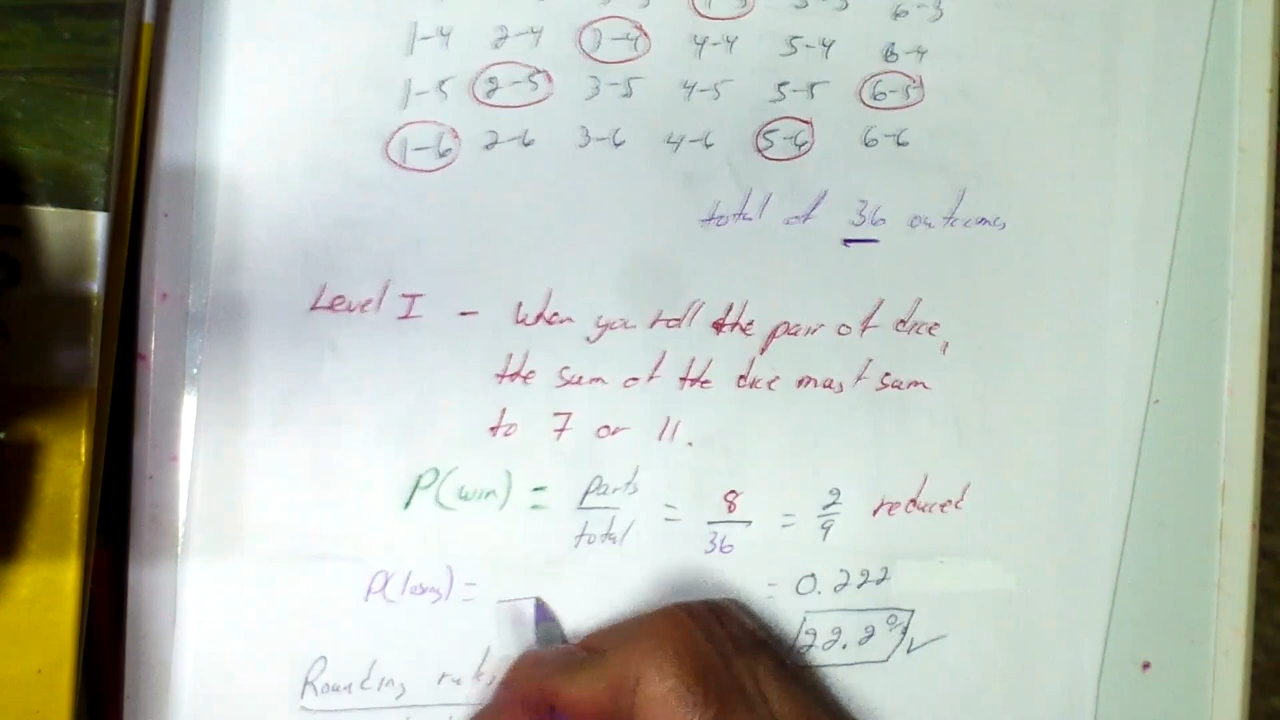 6-3
1-4 2-4 3-4 4-4 5-4 6-4
1-5 2-5 3-5 4-5 5-5 6-5
1-6 2-6 3-6 4-6 5-6 6-6
total of 36 outcomes
Level I - When you roll the pair of dice,
the sum of the dice must sum
to 7 or 11.
P(win) = parts/total = 8/36 = 2/9 reduced
P(losing) = = 0.222
22.2%
Rounding